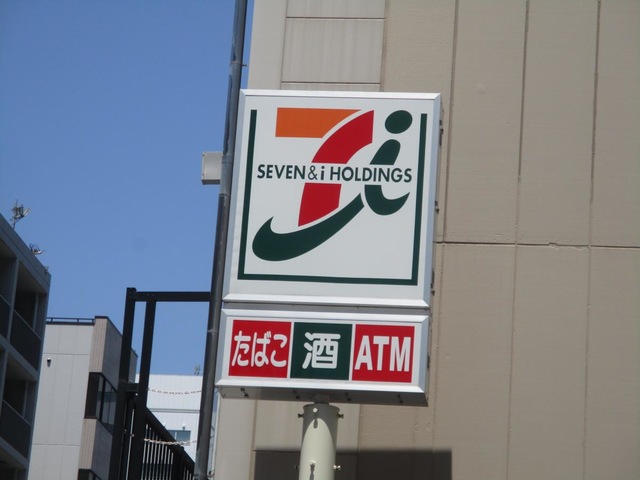 SEVEN & i HOLDINGS
たばこ 酒 ATM